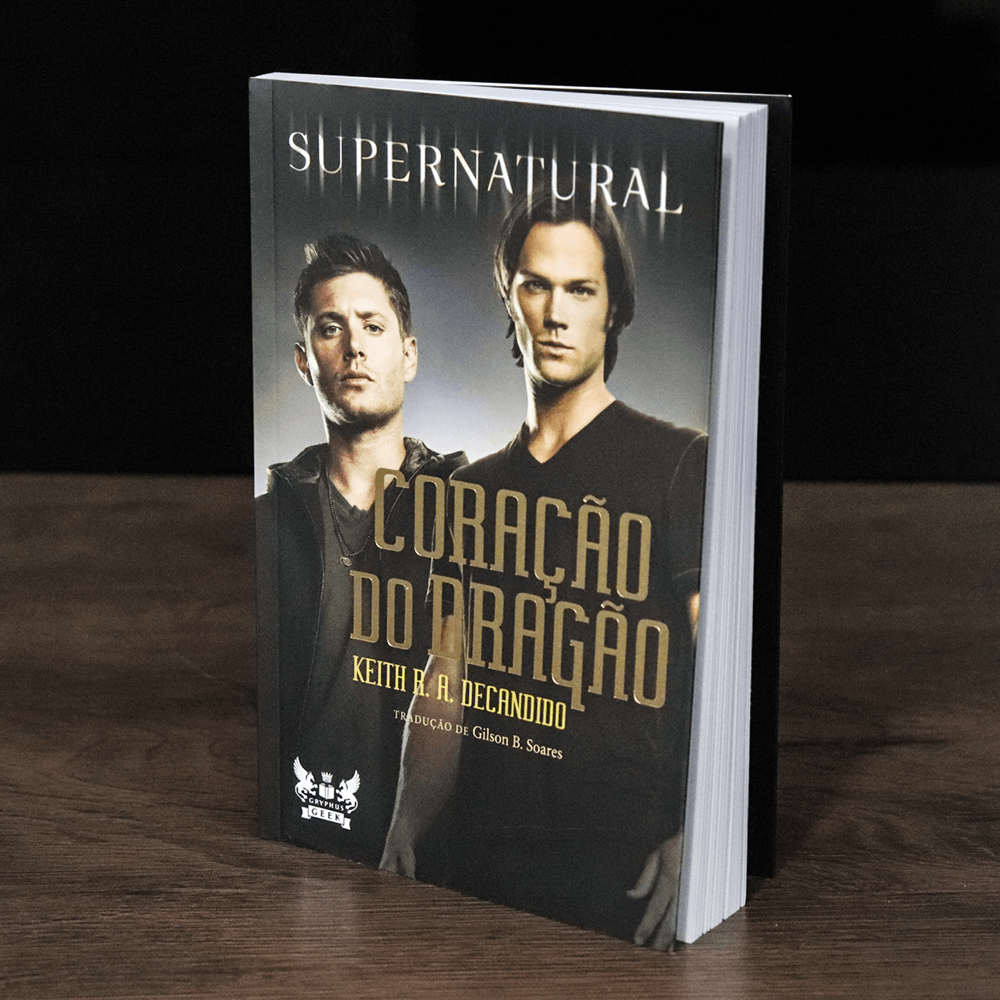 SUPERNATURAL
CORAÇÃO
DO DRAGÃO
KEITH R. A. DECANDIDO
TRADUÇÃO DE Gilson B. Soares
GRYPHUS
GEEK